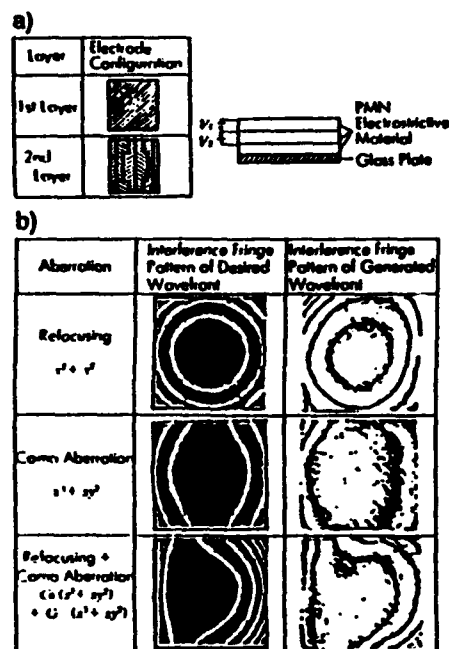 a)
Layer
Electrode
Configuration
1st Layer
2nd
Layer
V₁
V₂
PMN
Electrostrictive
Material
Glass Plate
b)
Aberration
Interference Fringe
Pattern of Desired
Wavefront
Interference Fringe
Pattern of Generated
Wavefront
Refocusing
Coma Aberration
Refocusing +
Coma Aberration